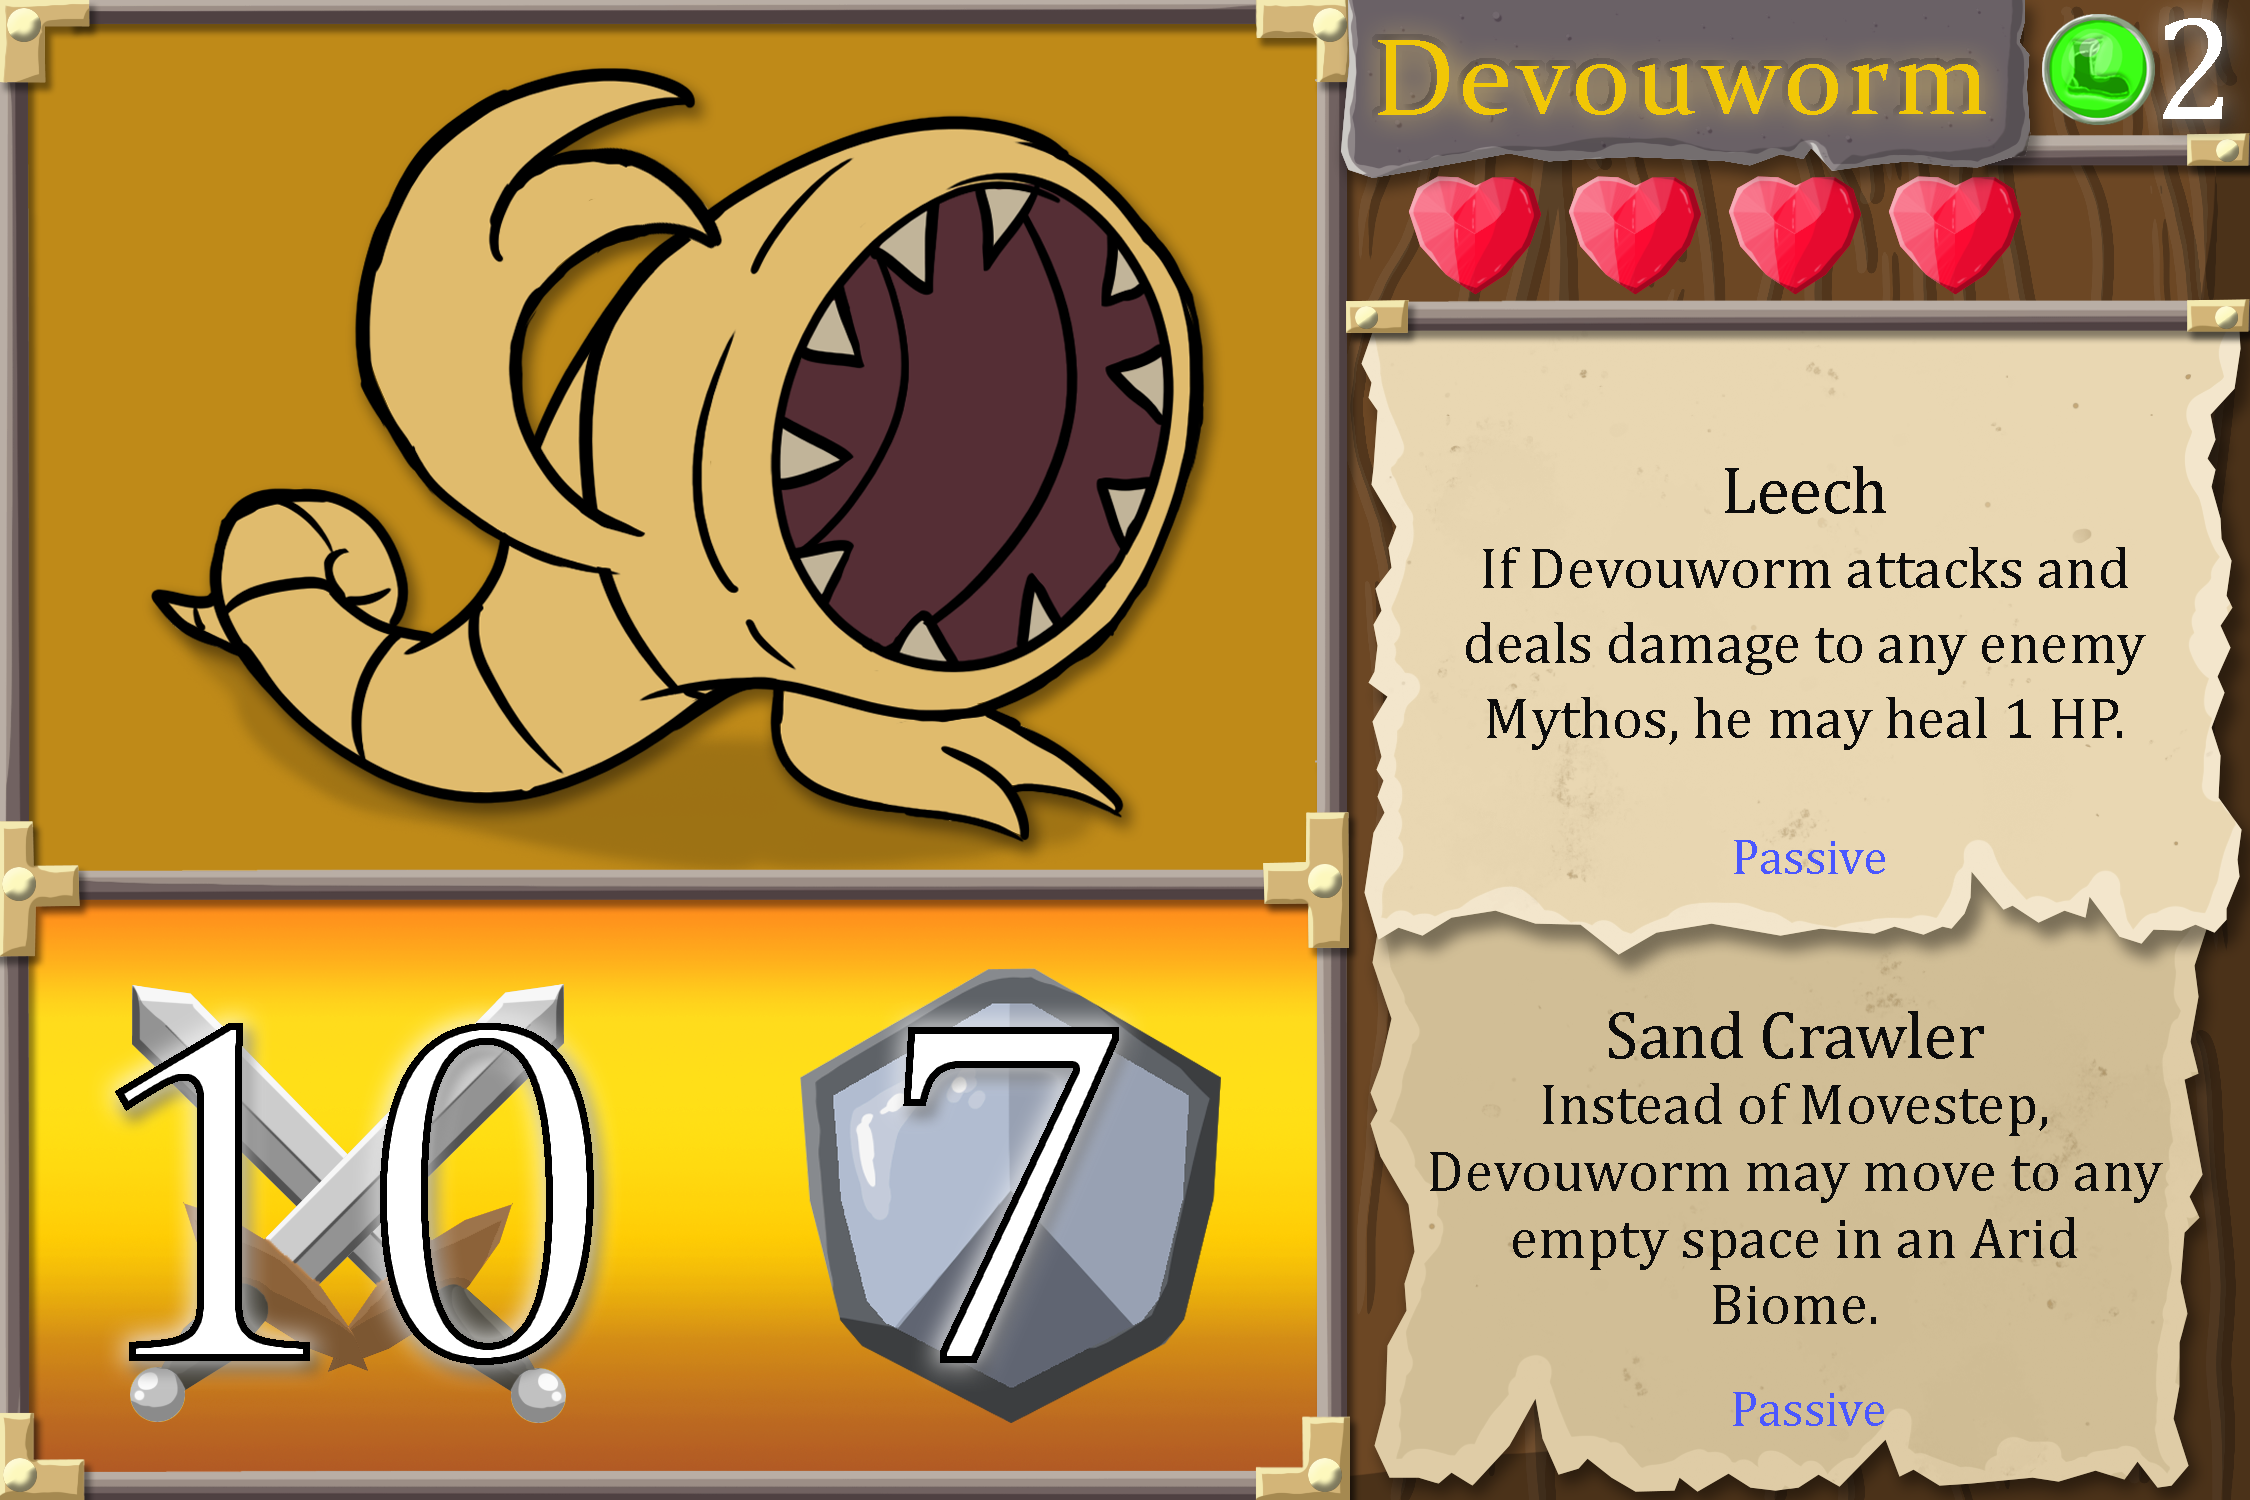 Devouworm
2
Leech
If Devouworm attacks and
deals damage to any enemy
Mythos, he may heal 1 HP.
Passive
Sand Crawler
Instead of Movestep,
Devouworm may move to any
empty space in an Arid
Biome.
Passive
10
7